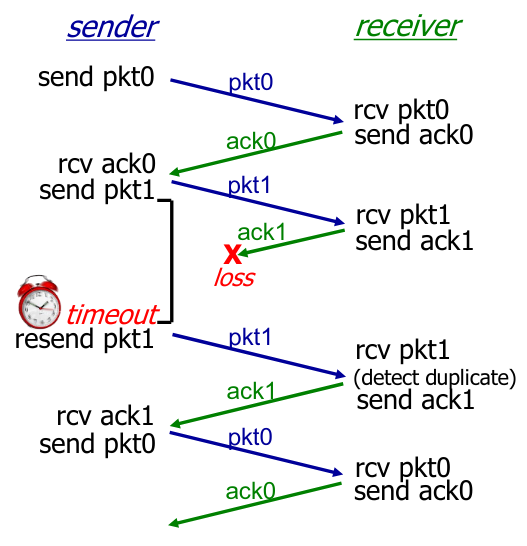 sender
receiver
send pkt0
pkt0
rcv pkt0
send ack0
ack0
rcv ack0
send pkt1
pkt1
rcv pkt1
send ack1
ack1
X
loss
timeout
resend pkt1
pkt1
rcv pkt1
(detect duplicate)
send ack1
ack1
rcv ack1
send pkt0
pkt0
rcv pkt0
send ack0
ack0